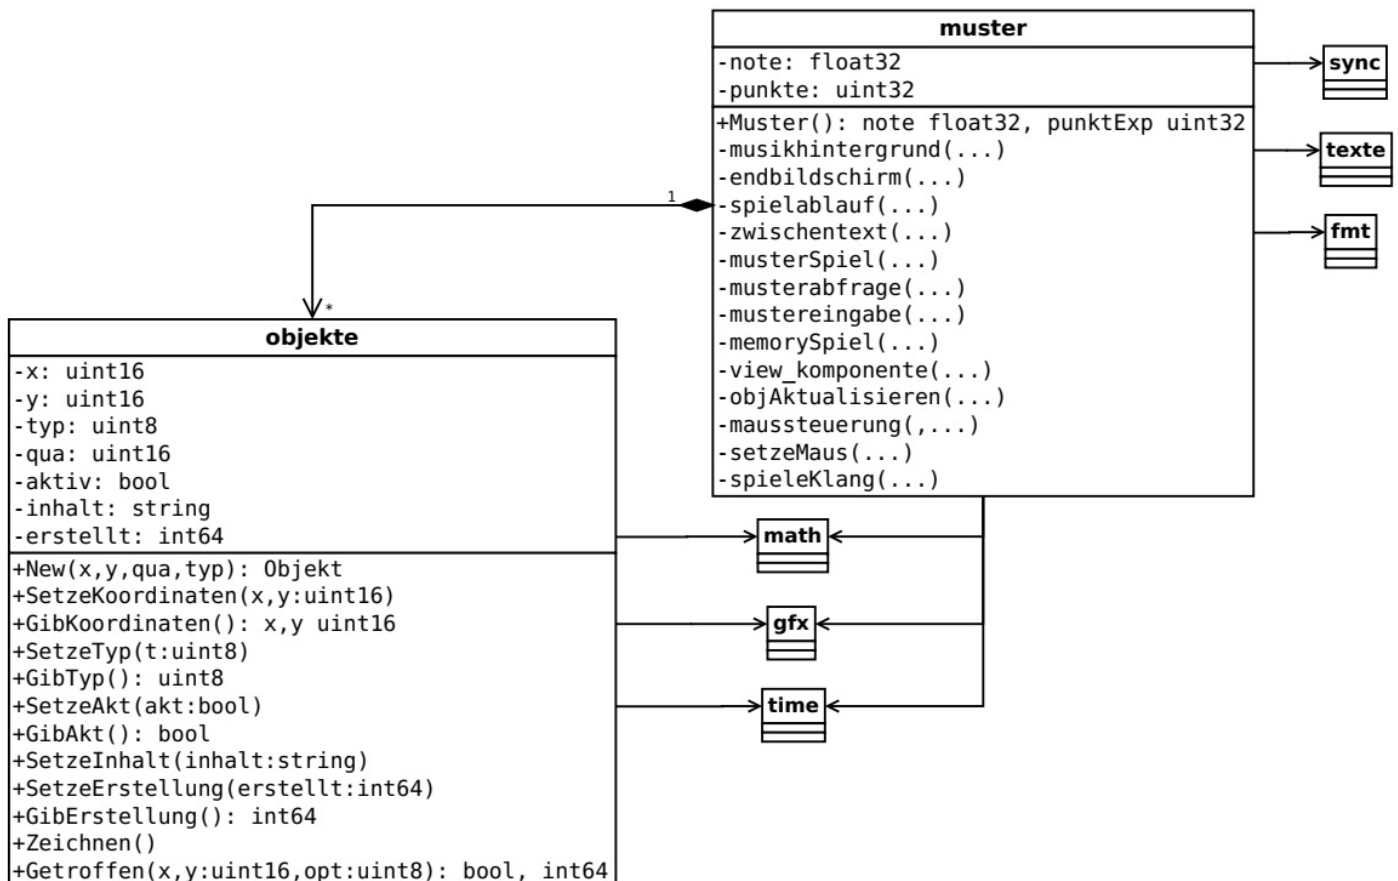 muster
-note: float32
-punkte: uint32
+Muster(): note float32, punktExp uint32
-musikhintergrund(...)
-endbildschirm(...)
-spielablauf(...)
-zwischentext(...)
-musterSpiel(...)
-musterabfrage(...)
-mustereingabe(...)
-memorySpiel(...)
-view_komponente(...)
-objAktualisieren(...)
-maussteuerung(,...)
-setzeMaus(...)
-spieleKlang(...)
sync
texte
fmt
1
*
objekte
-x: uint16
-y: uint16
-typ: uint8
-qua: uint16
-aktiv: bool
-inhalt: string
-erstellt: int64
+New(x,y,qua,typ): Objekt
+SetzeKoordinaten(x,y:uint16)
+GibKoordinaten(): x,y uint16
+SetzeTyp(t:uint8)
+GibTyp(): uint8
+SetzeAkt(akt:bool)
+GibAkt(): bool
+SetzeInhalt(inhalt:string)
+SetzeErstellung(erstellt:int64)
+GibErstellung(): int64
+Zeichnen()
+Getroffen(x,y:uint16,opt:uint8): bool, int64
math
gfx
time